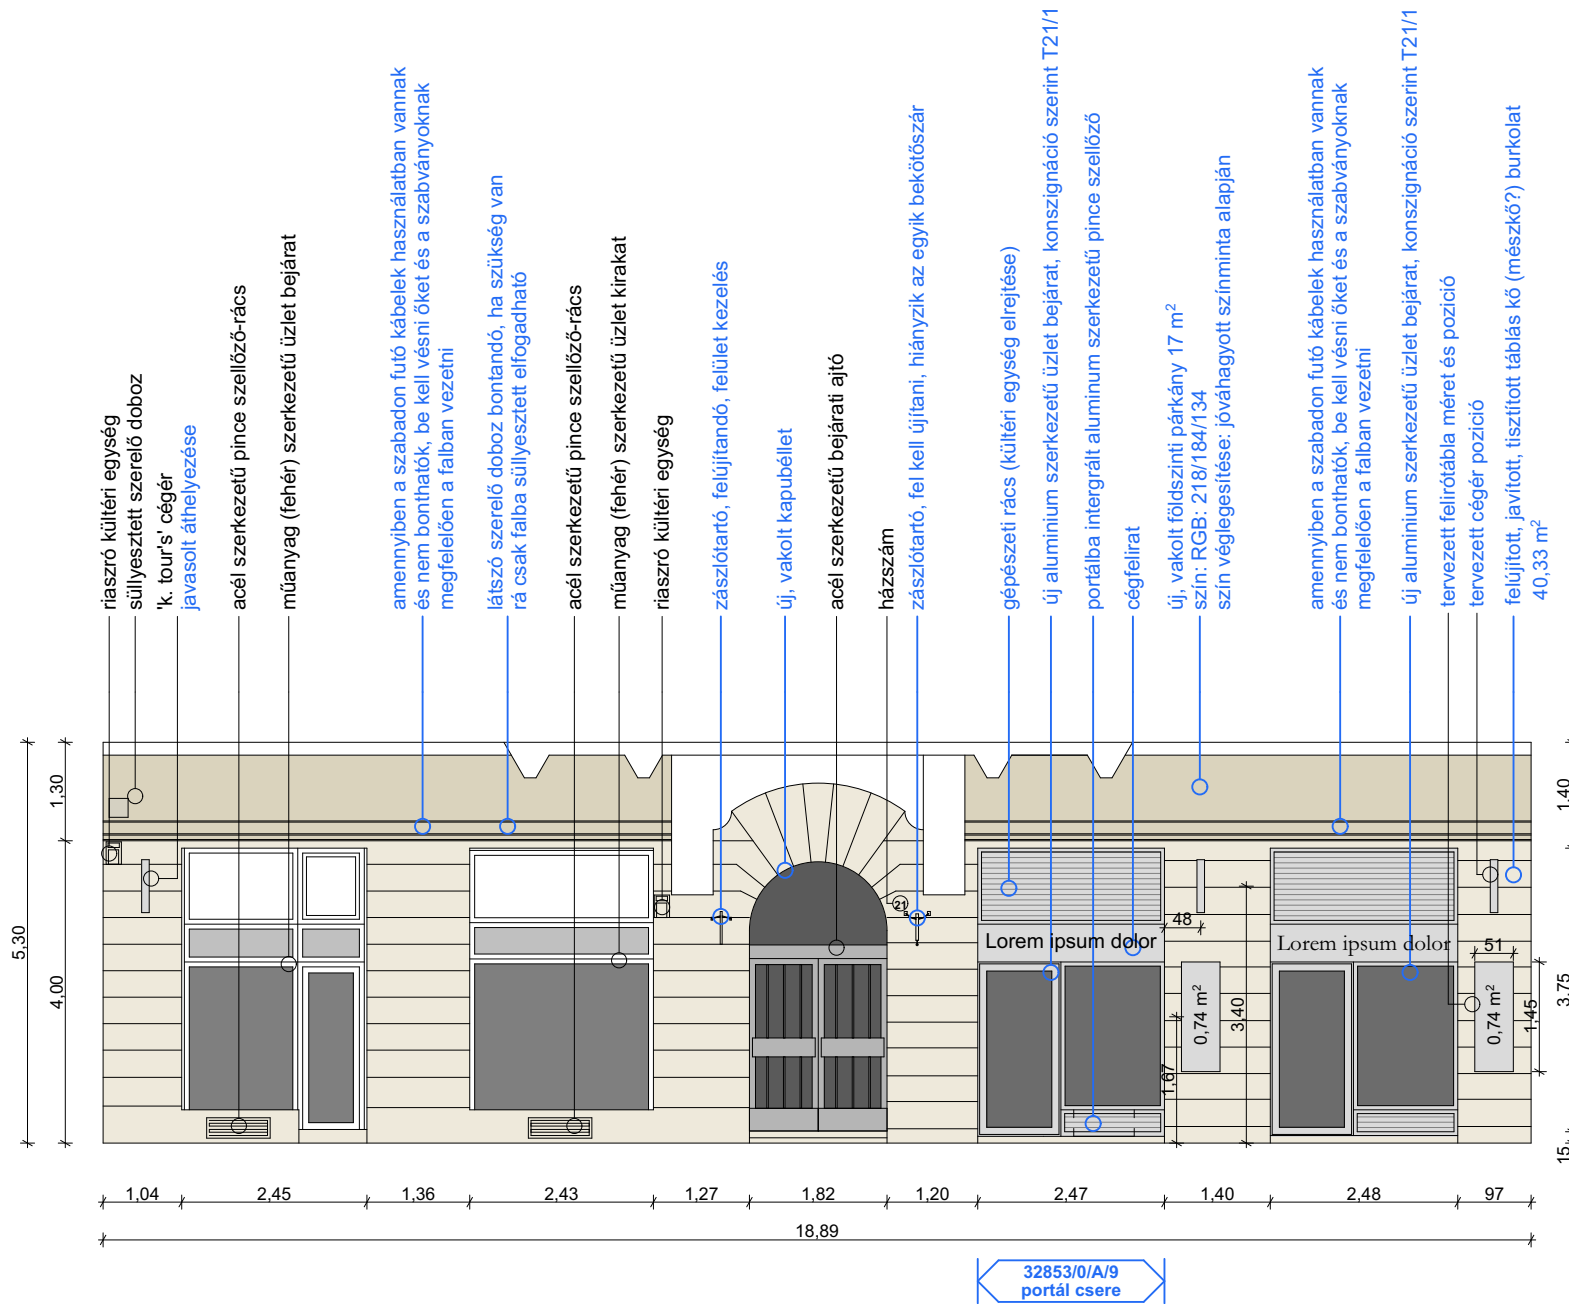 riaszró kültéri egység
süllyesztett szerelő doboz
'k. tour's' cégér
javasolt áthelyezése
acél szerkezetű pince szellőző-rács
műanyag (fehér) szerkezetű üzlet bejárat
amennyiben a szabadon futó kábelek használatban vannak
és nem bonthatók, be kell vésni őket és a szabványoknak
megfelelően a falban vezetni
látszó szerelő doboz bontandó, ha szükség van
rá csak falba süllyesztett elfogadható
acél szerkezetű pince szellőző-rács
műanyag (fehér) szerkezetű üzlet kirakat
riaszró kültéri egység
zászlótartó, felújítandó, felület kezelés
új, vakolt kapubéllet
acél szerkezetű bejárati ajtó
házszám
zászlótartó, fel kell újítani, hiányzik az egyik bekötőszár
gépészeti rács (kültéri egység elrejtése)
új aluminium szerkezetű üzlet bejárat, konszignáció szerint T21/1
portálba intergrált aluminum szerkezetű pince szellőző
cégfelirat
új, vakolt földszinti párkány 17 m²
szín: RGB: 218/184/134
szín véglegesítése: jóváhagyott színminta alapján
amennyiben a szabadon futó kábelek használatban vannak
és nem bonthatók, be kell vésni őket és a szabványoknak
megfelelően a falban vezetni
új aluminium szerkezetű üzlet bejárat, konszignáció szerint T21/1
tervezett felirótábla méret és pozició
tervezett cégér pozició
felújított, javított, tisztított táblás kő (mészkő?) burkolat
40,33 m²
5,30
1,30
4,00
21
Lorem ipsum dolor
48
0,74 m²
1,67
3,40
Lorem ipsum dolor
51
0,74 m²
1,45
1,40
3,75
15
1,04
2,45
1,36
2,43
1,27
1,82
1,20
2,47
1,40
2,48
97
18,89
32853/0/A/9
portál csere